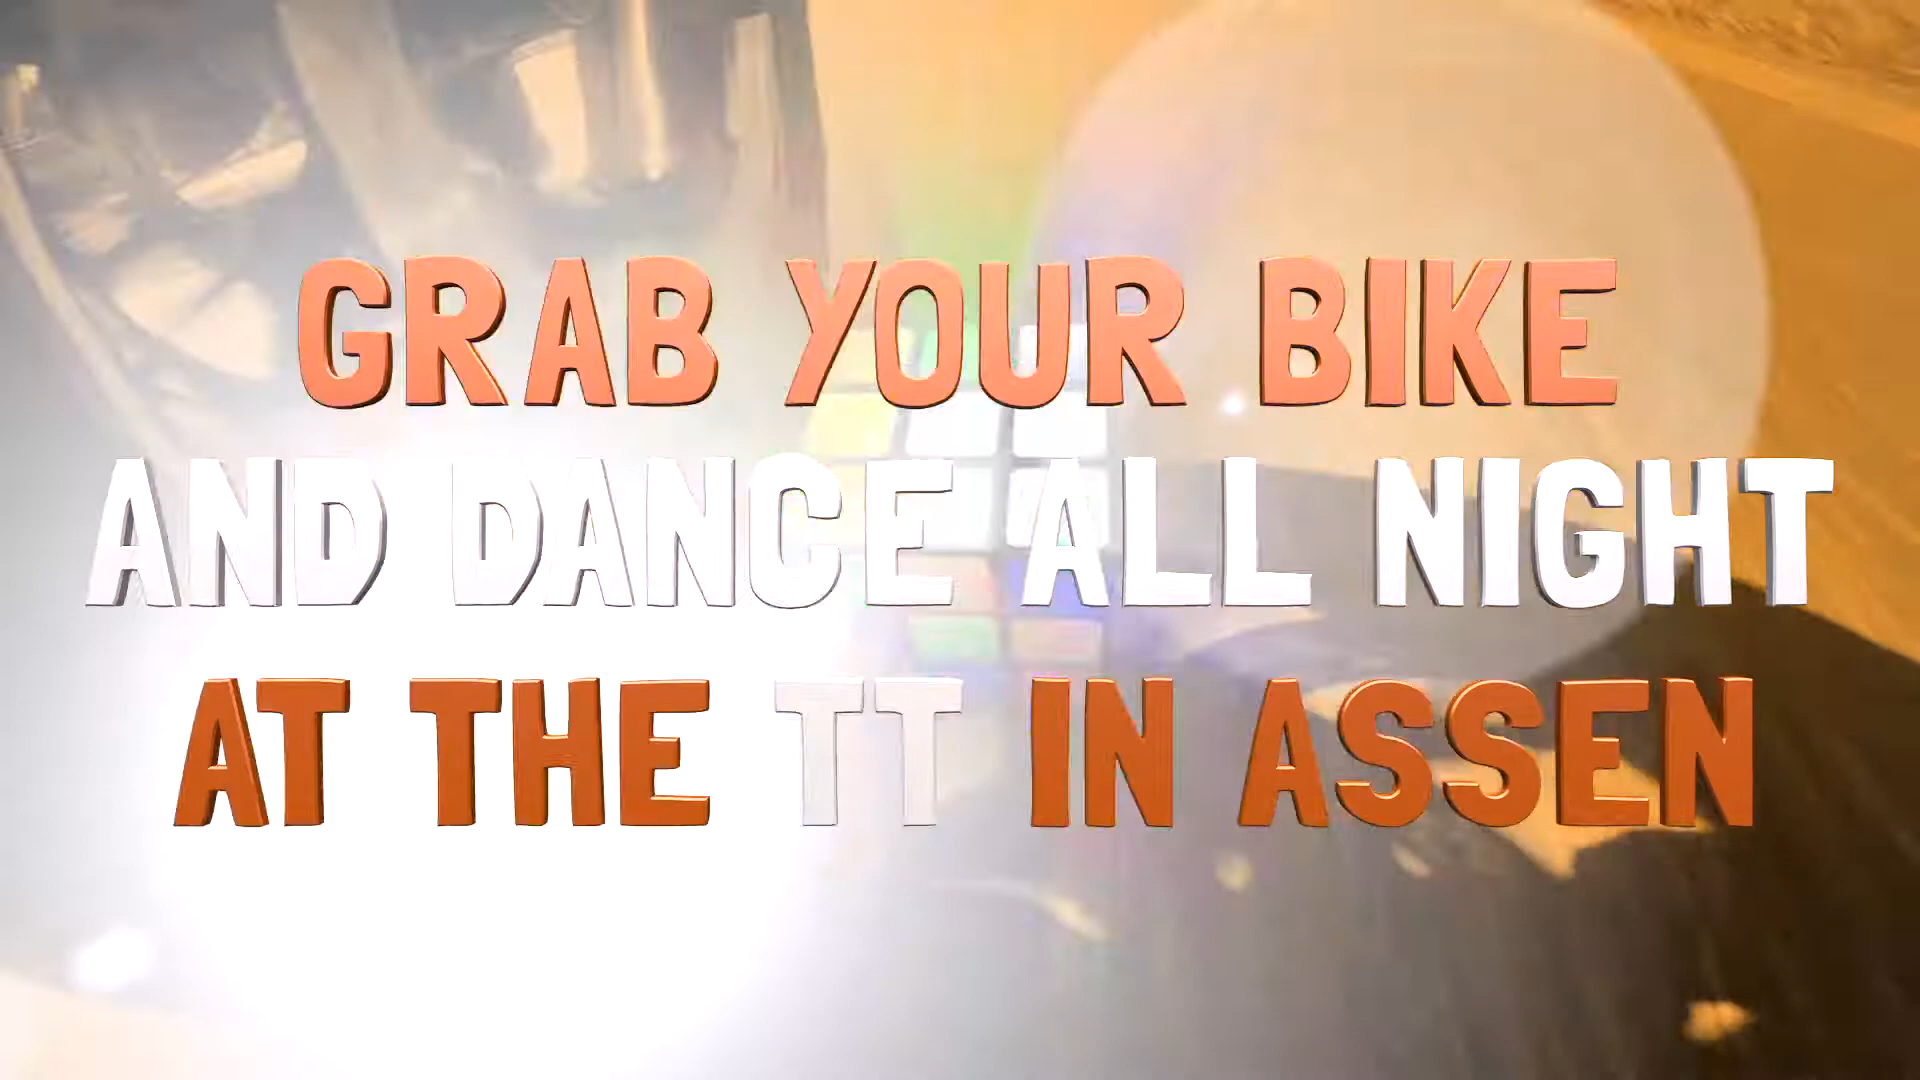 GRAB YOUR BIKE
AND DANCE ALL NIGHT
AT THE TT IN ASSEN